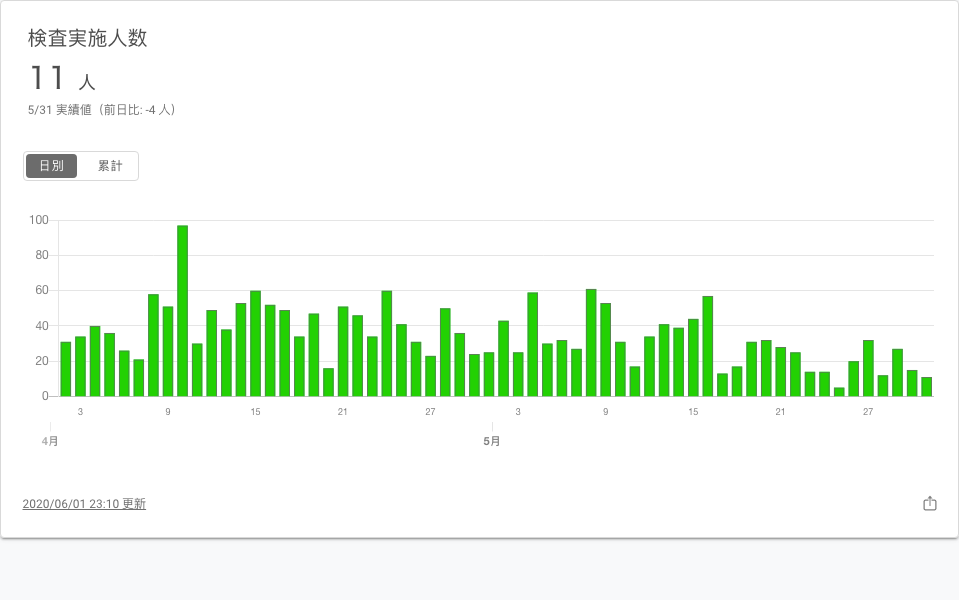 検査実施人数
11 人
5/31 実績値（前日比: -4 人）
日別 累計
100
80
60
40
20
0
3 9 15 21 27 3 9 15 21 27
4月 5月
2020/06/01 23:10 更新